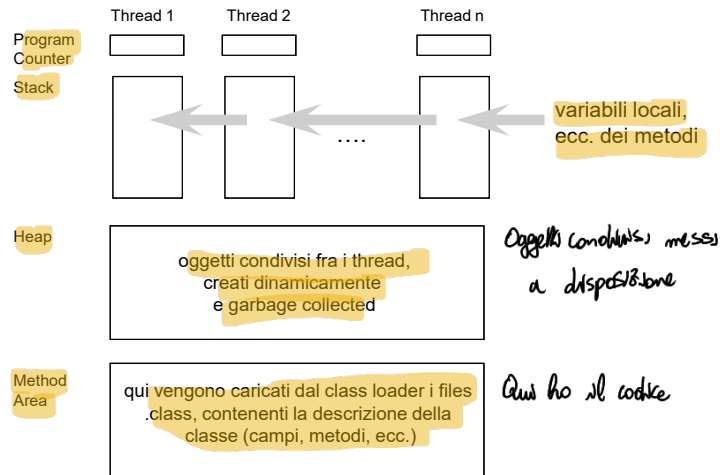 Thread 1 Thread 2 Thread n
Program
Counter
Stack
variabili locali,
ecc. dei metodi
....
Heap
oggetti condivisi fra i thread,
creati dinamicamente
e garbage collected
Oggetti condivisi messi
a disposizione
Method
Area
qui vengono caricati dal class loader i files
.class, contenenti la descrizione della
classe (campi, metodi, ecc.)
Qui ho il codice